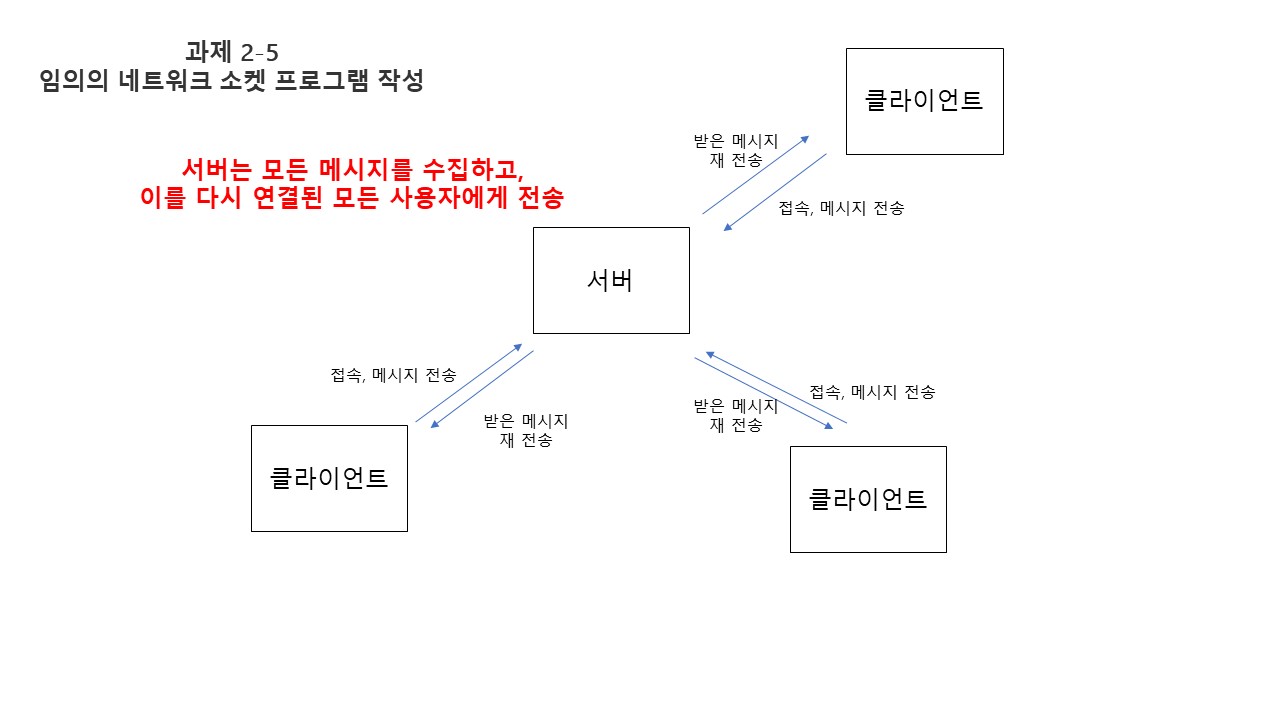 과제 2-5
임의의 네트워크 소켓 프로그램 작성
클라이언트
받은 메시지
재 전송
서버는 모든 메시지를 수집하고,
이를 다시 연결된 모든 사용자에게 전송
접속, 메시지 전송
서버
접속, 메시지 전송
받은 메시지
재 전송
접속, 메시지 전송
받은 메시지
재 전송
클라이언트
클라이언트